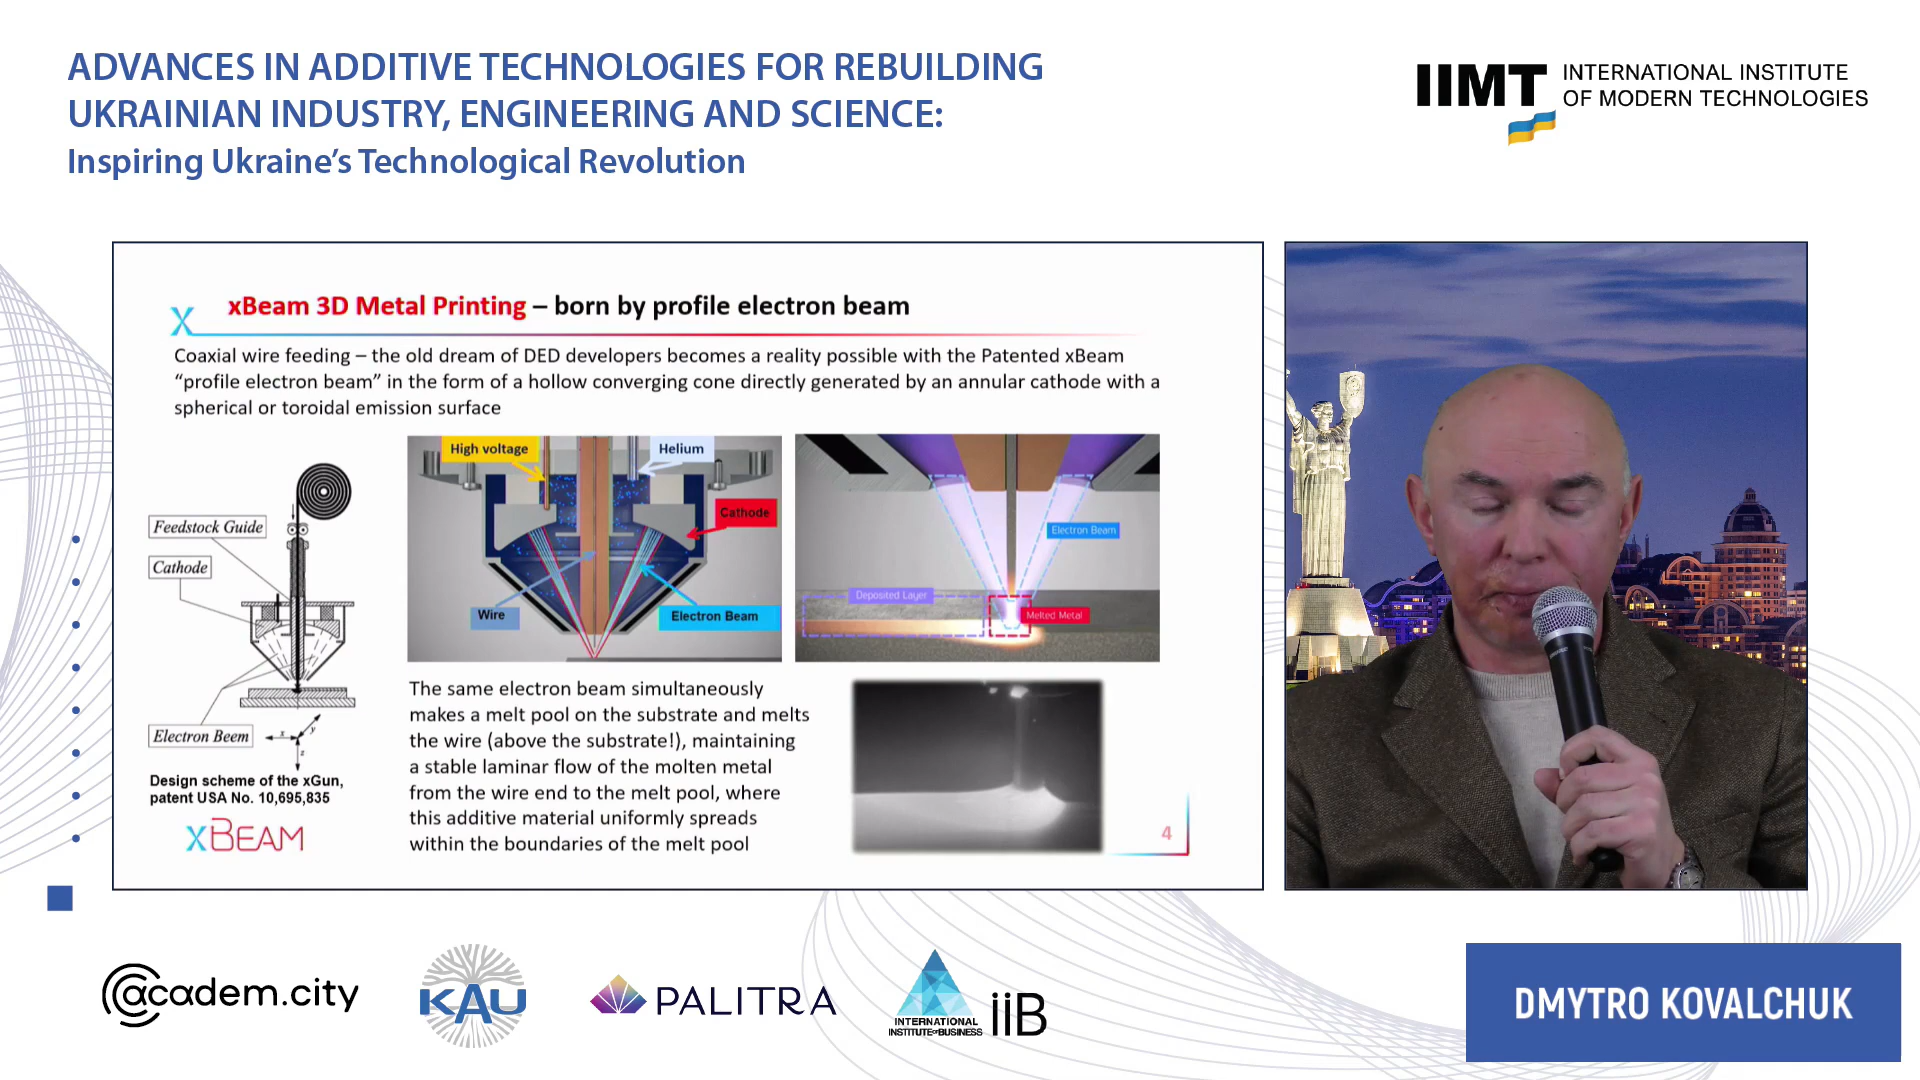 ADVANCES IN ADDITIVE TECHNOLOGIES FOR REBUILDING
UKRAINIAN INDUSTRY, ENGINEERING AND SCIENCE:
Inspiring Ukraine's Technological Revolution
IIMT
INTERNATIONAL INSTITUTE
OF MODERN TECHNOLOGIES
X
xBeam 3D Metal Printing – born by profile electron beam
Coaxial wire feeding – the old dream of DED developers becomes a reality possible with the Patented xBeam
“profile electron beam” in the form of a hollow converging cone directly generated by an annular cathode with a
spherical or toroidal emission surface
Feedstock Guide
Cathode
Electron Beem
x
y
z
Design scheme of the xGun,
patent USA No. 10,695,835
xBEAM
High voltage
Helium
Cathode
Wire
Electron Beam
Electron Beam
Deposited Layer
Melted Metal
The same electron beam simultaneously
makes a melt pool on the substrate and melts
the wire (above the substrate!), maintaining
a stable laminar flow of the molten metal
from the wire end to the melt pool, where
this additive material uniformly spreads
within the boundaries of the melt pool
4
@cadem.city
KAU
PALITRA
INTERNATIONAL
INSTITUTE OF BUSINESS
iiB
DMYTRO KOVALCHUK